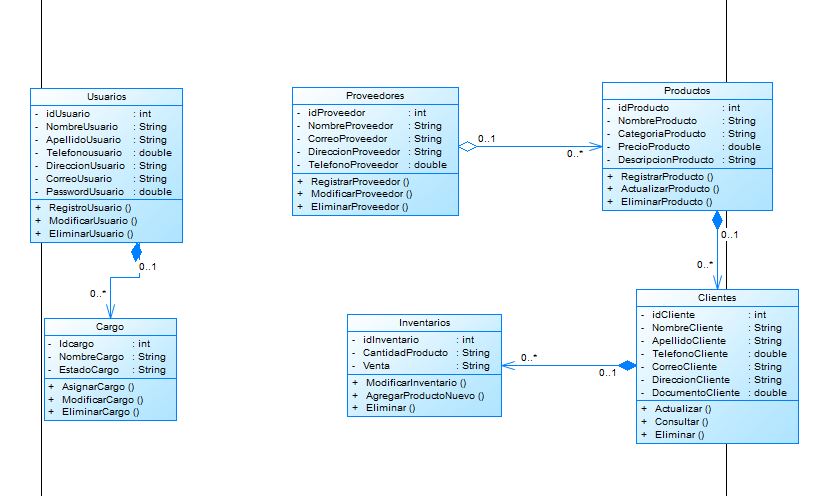 Usuarios
- idUsuario : int
- NombreUsuario : String
- ApellidoUsuario : String
- Telefonousuario : double
- DireccionUsuario : String
- CorreoUsuario : String
- PasswordUsuario : double
+ RegistroUsuario ()
+ ModificarUsuario ()
+ EliminarUsuario ()
0..1
0..*
Cargo
- Idcargo : int
- NombreCargo : String
- EstadoCargo : String
+ AsignarCargo ()
+ ModificarCargo ()
+ EliminarCargo ()
Proveedores
- idProveedor : int
- NombreProveedor : String
- CorreoProveedor : String
- DireccionProveedor : String
- TelefonoProveedor : double
+ RegistrarProveedor ()
+ ModificarProveedor ()
+ EliminarProveedor ()
0..1
0..*
Productos
- idProducto : int
- NombreProducto : String
- CategoriaProducto : String
- PrecioProducto : double
- DescripcionProducto : String
+ RegistrarProducto ()
+ ActualizarProducto ()
+ EliminarProducto ()
0..1
0..*
Inventarios
- idInventario : int
- CantidadProducto : String
- Venta : String
+ ModificarInventario ()
+ AgregarProductoNuevo ()
+ Eliminar ()
0..*
0..1
Clientes
- idCliente : int
- NombreCliente : String
- ApellidoCliente : String
- TelefonoCliente : double
- CorreoCliente : String
- DireccionCliente : String
- DocumentoCliente : double
+ Actualizar ()
+ Consultar ()
+ Eliminar ()